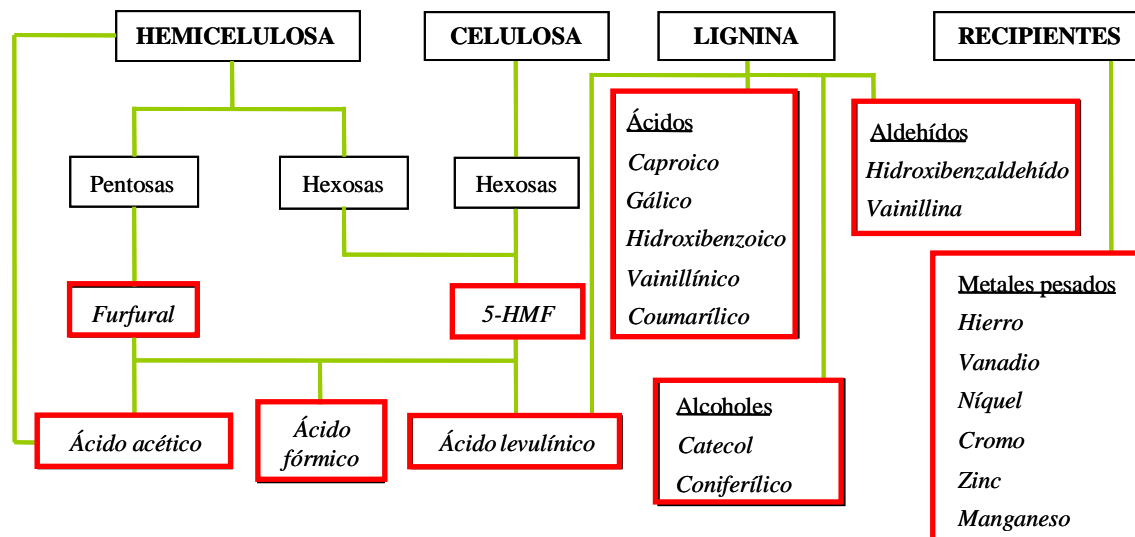 HEMICELULOSA
CELULOSA
LIGNINA
RECIPIENTES
Pentosas
Hexosas
Hexosas
Furfural
5-HMF
Ácido acético
Ácido
fórmico
Ácido levulínico
Ácidos
Caproico
Gálico
Hidroxibenzoico
Vainillínico
Coumarílico
Alcoholes
Catecol
Coniferílico
Aldehídos
Hidroxibenzaldehído
Vainillina
Metales pesados
Hierro
Vanadio
Níquel
Cromo
Zinc
Manganeso